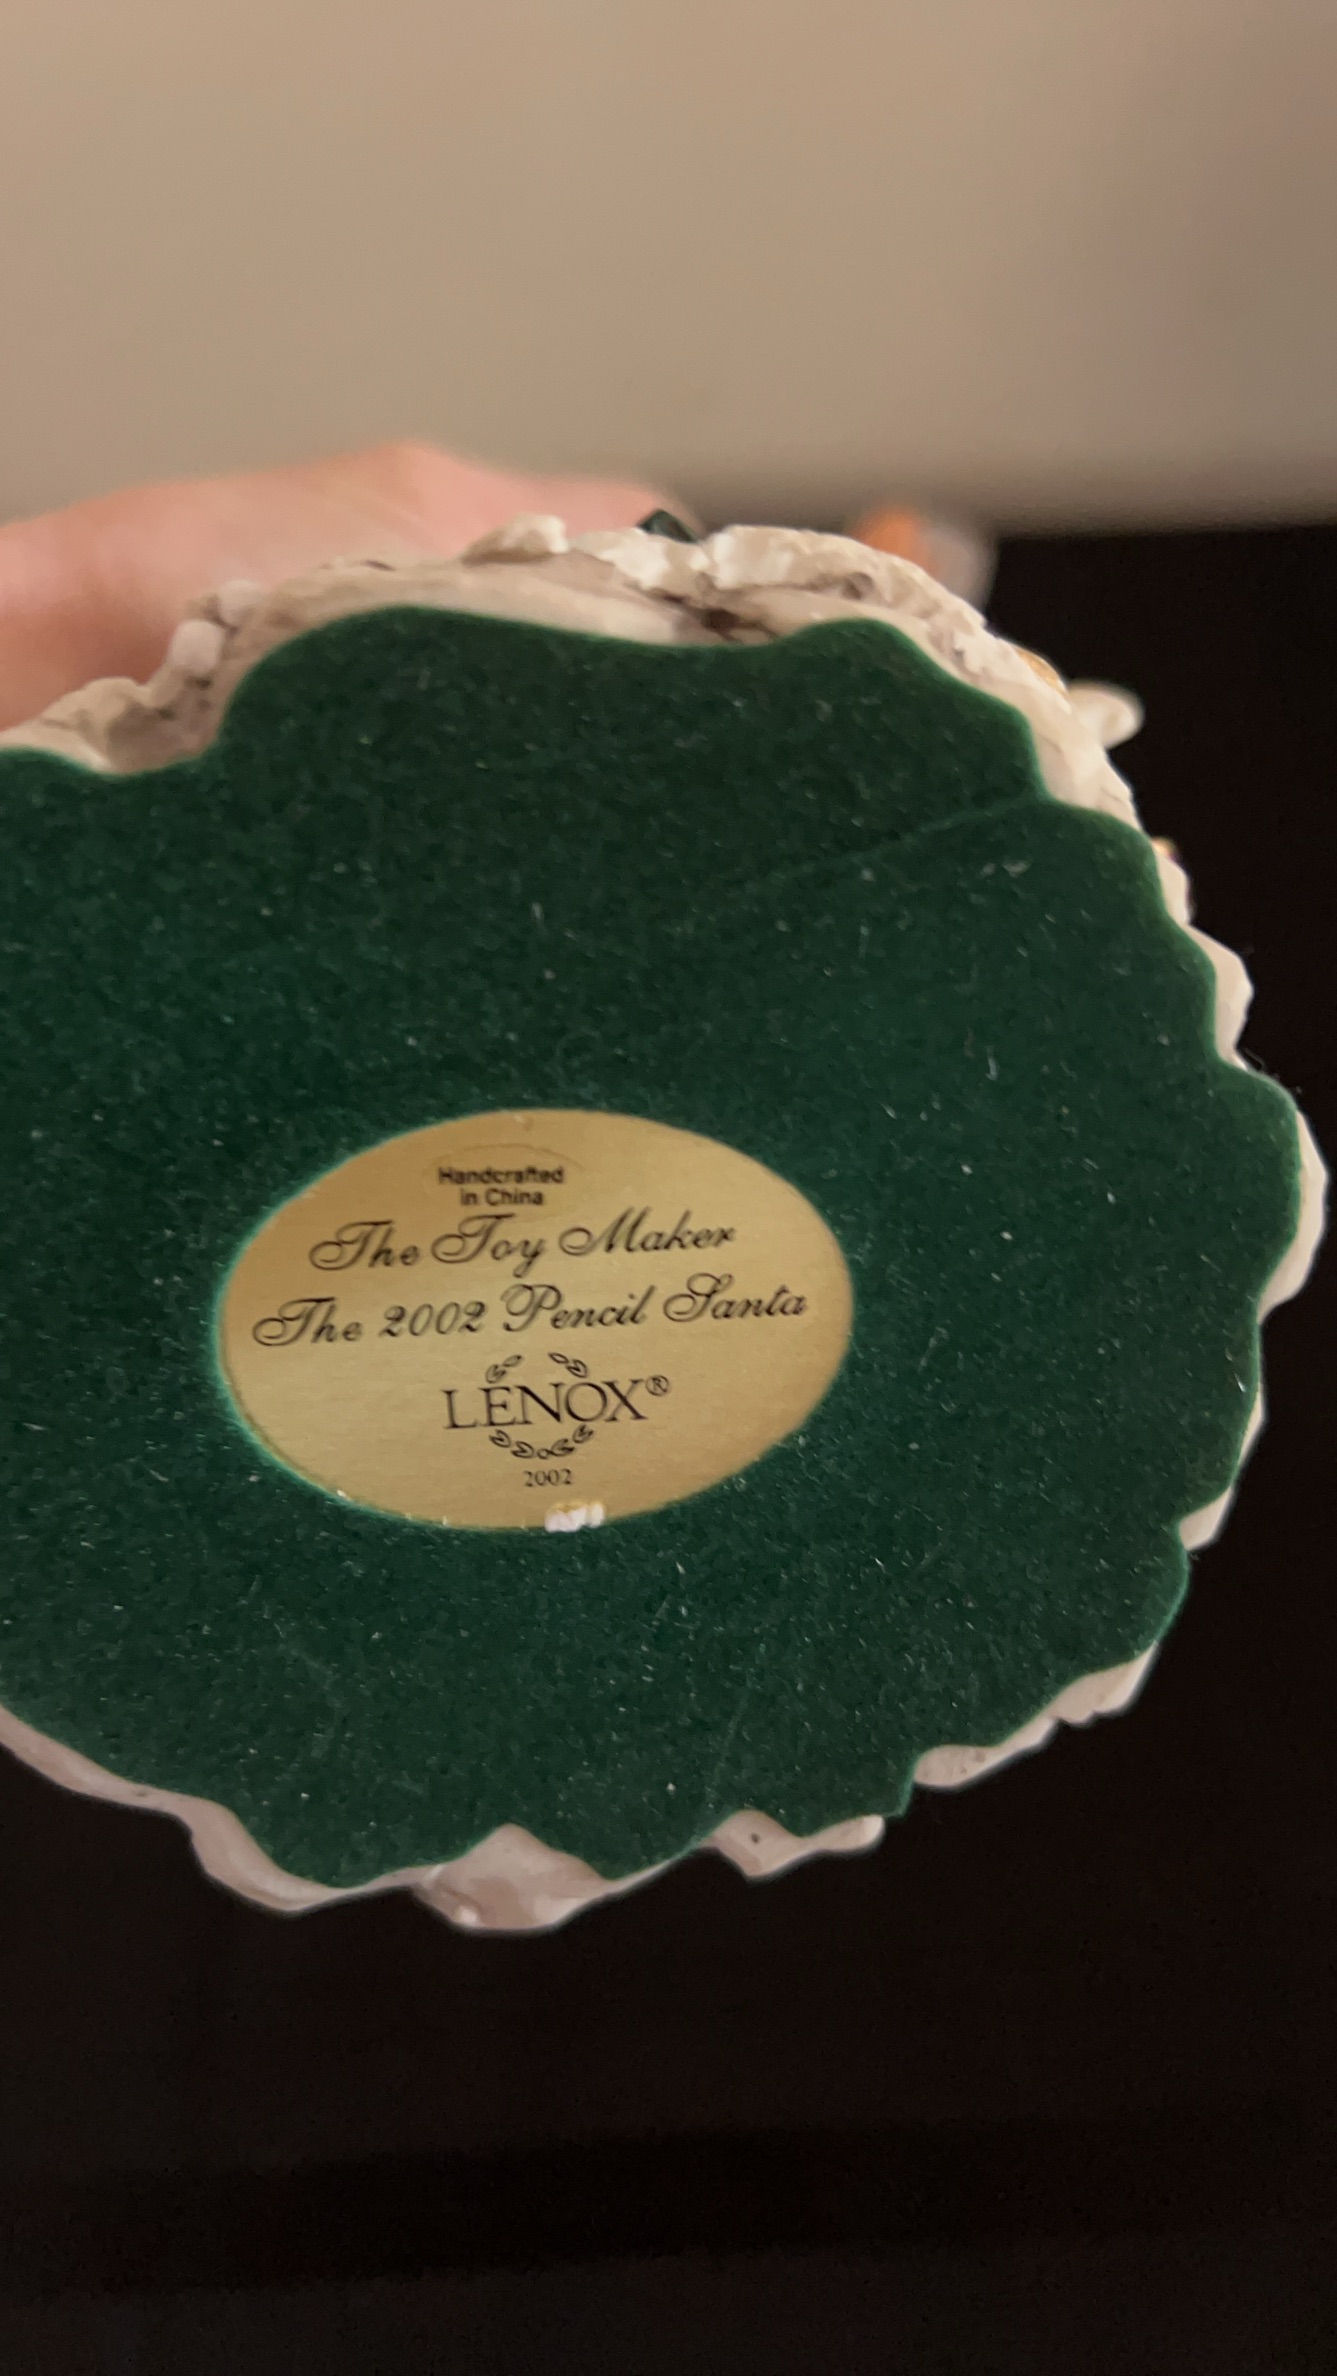 Handcrafted
in China
The Toy Maker
The 2002 Pencil Santa
LENOX®
2002